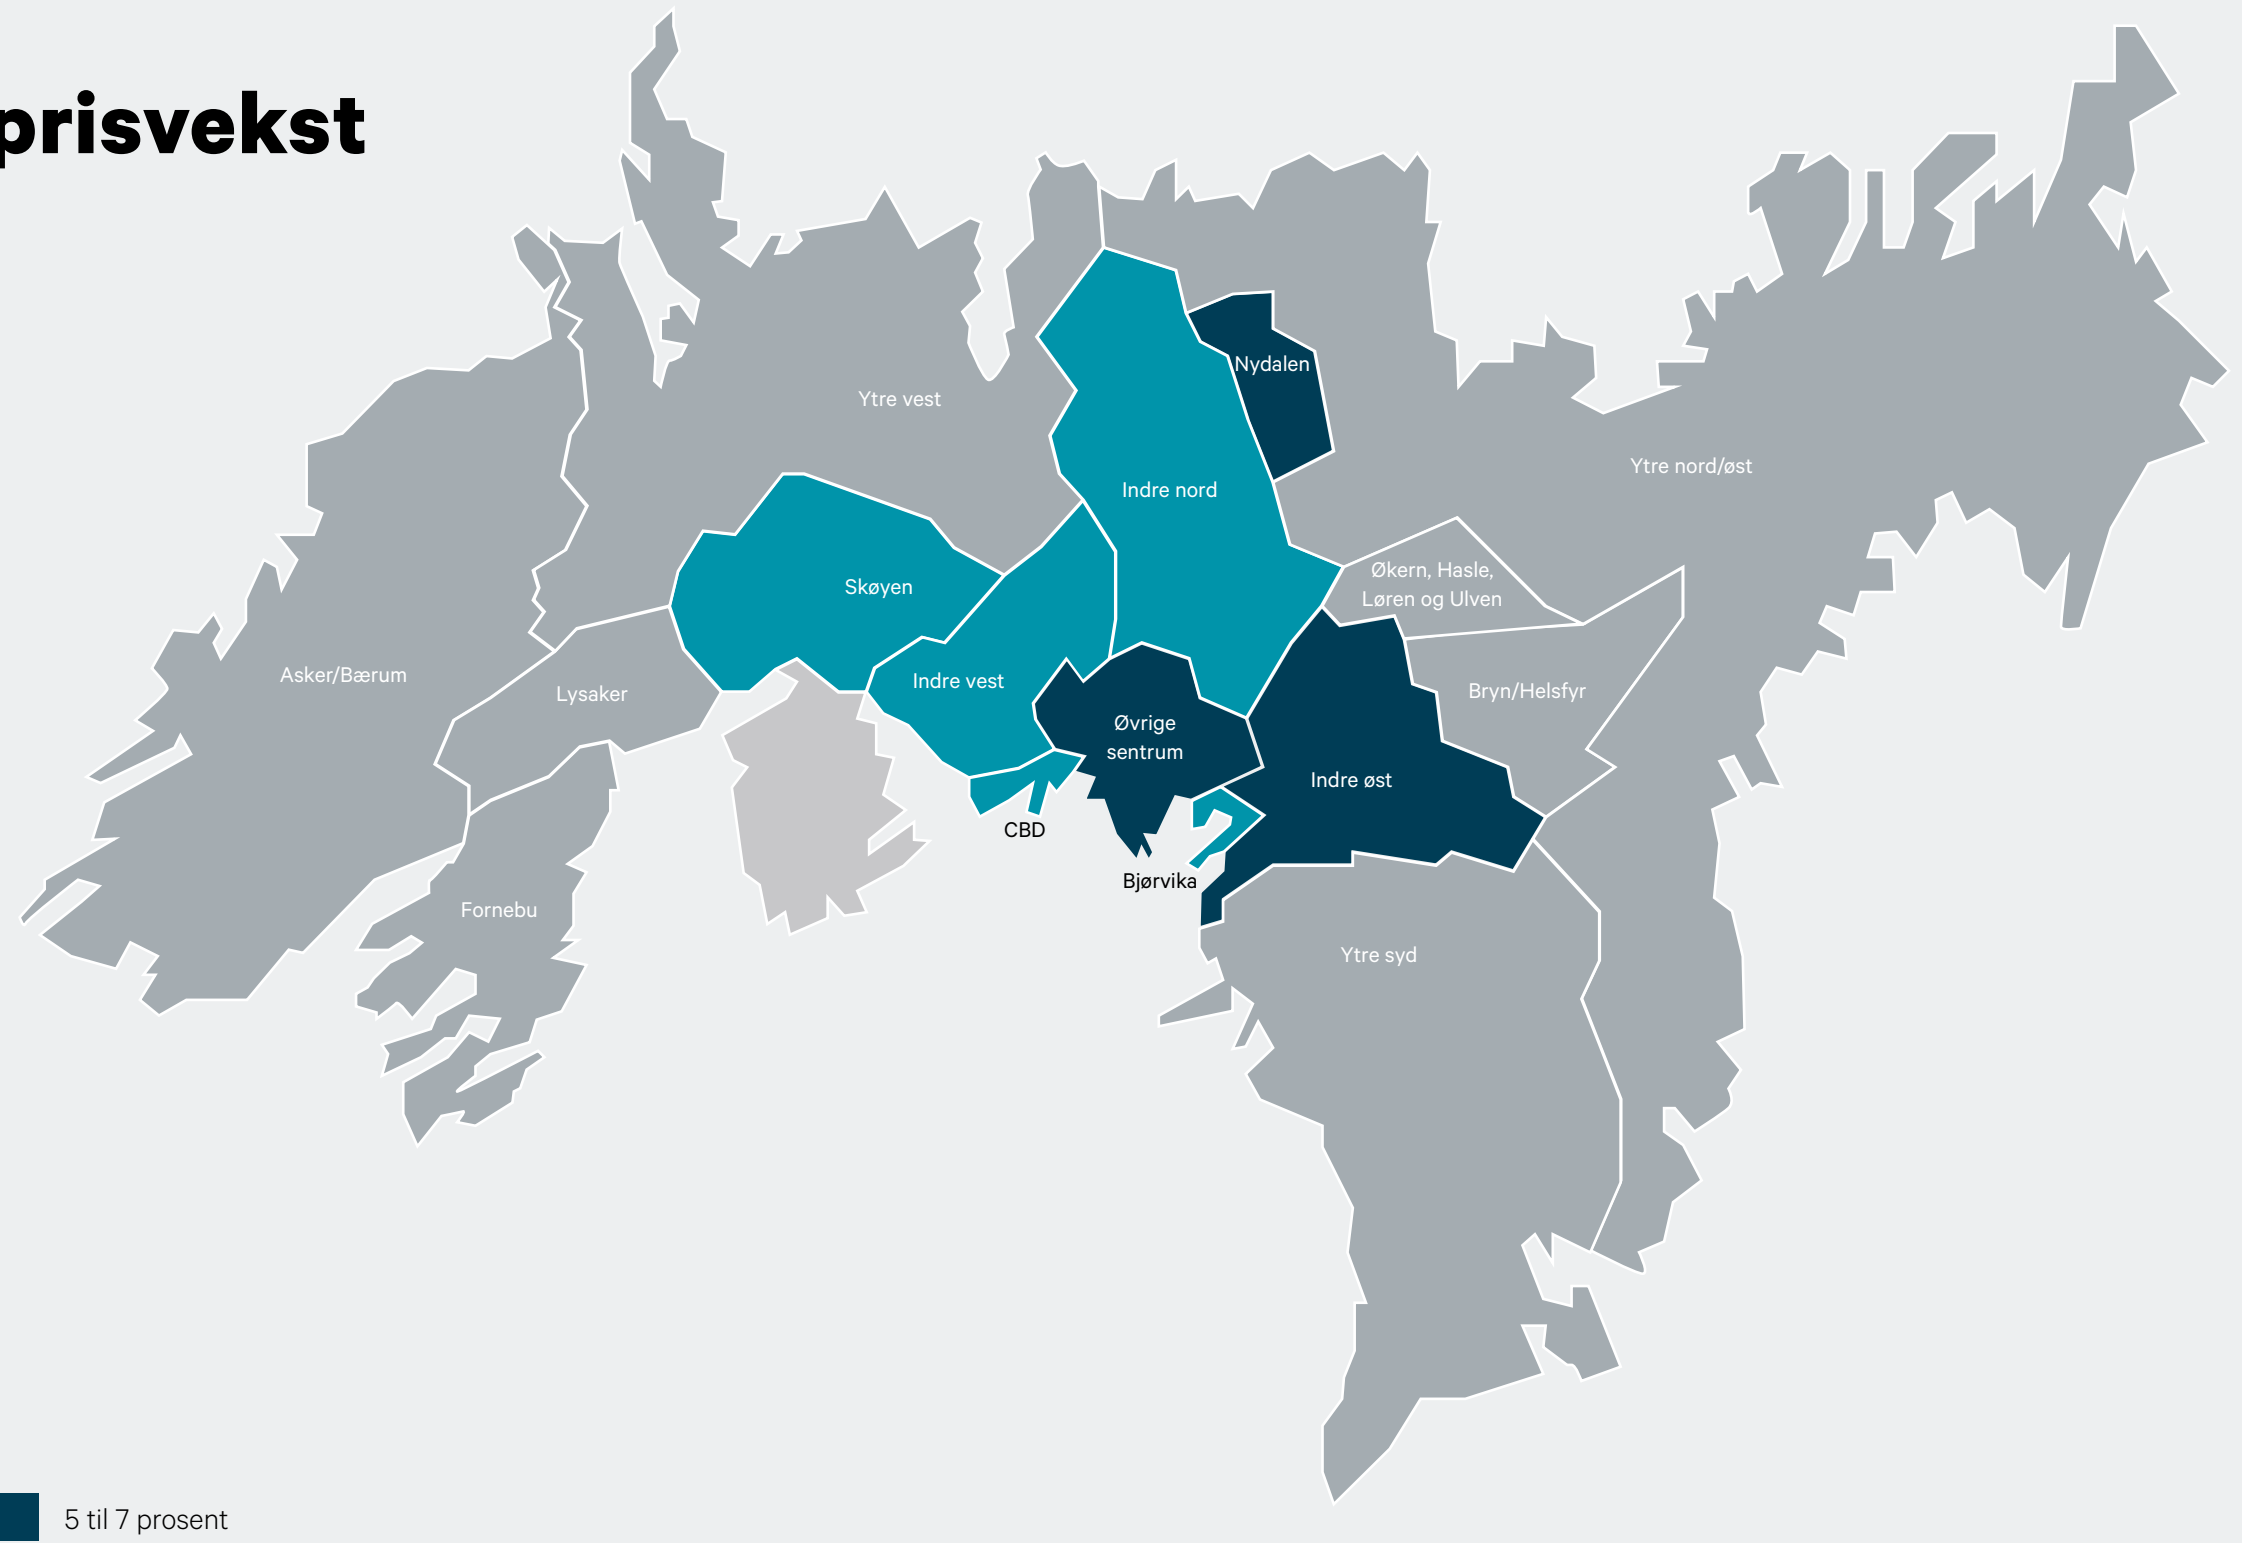 prisvekst
Nydalen
Ytre vest
Ytre nord/øst
Indre nord
Økern, Hasle,
Løren og Ulven
Skøyen
Asker/Bærum
Indre vest
Lysaker
Bryn/Helsfyr
Øvrige
sentrum
Indre øst
CBD
Bjørvika
Fornebu
Ytre syd
5 til 7 prosent